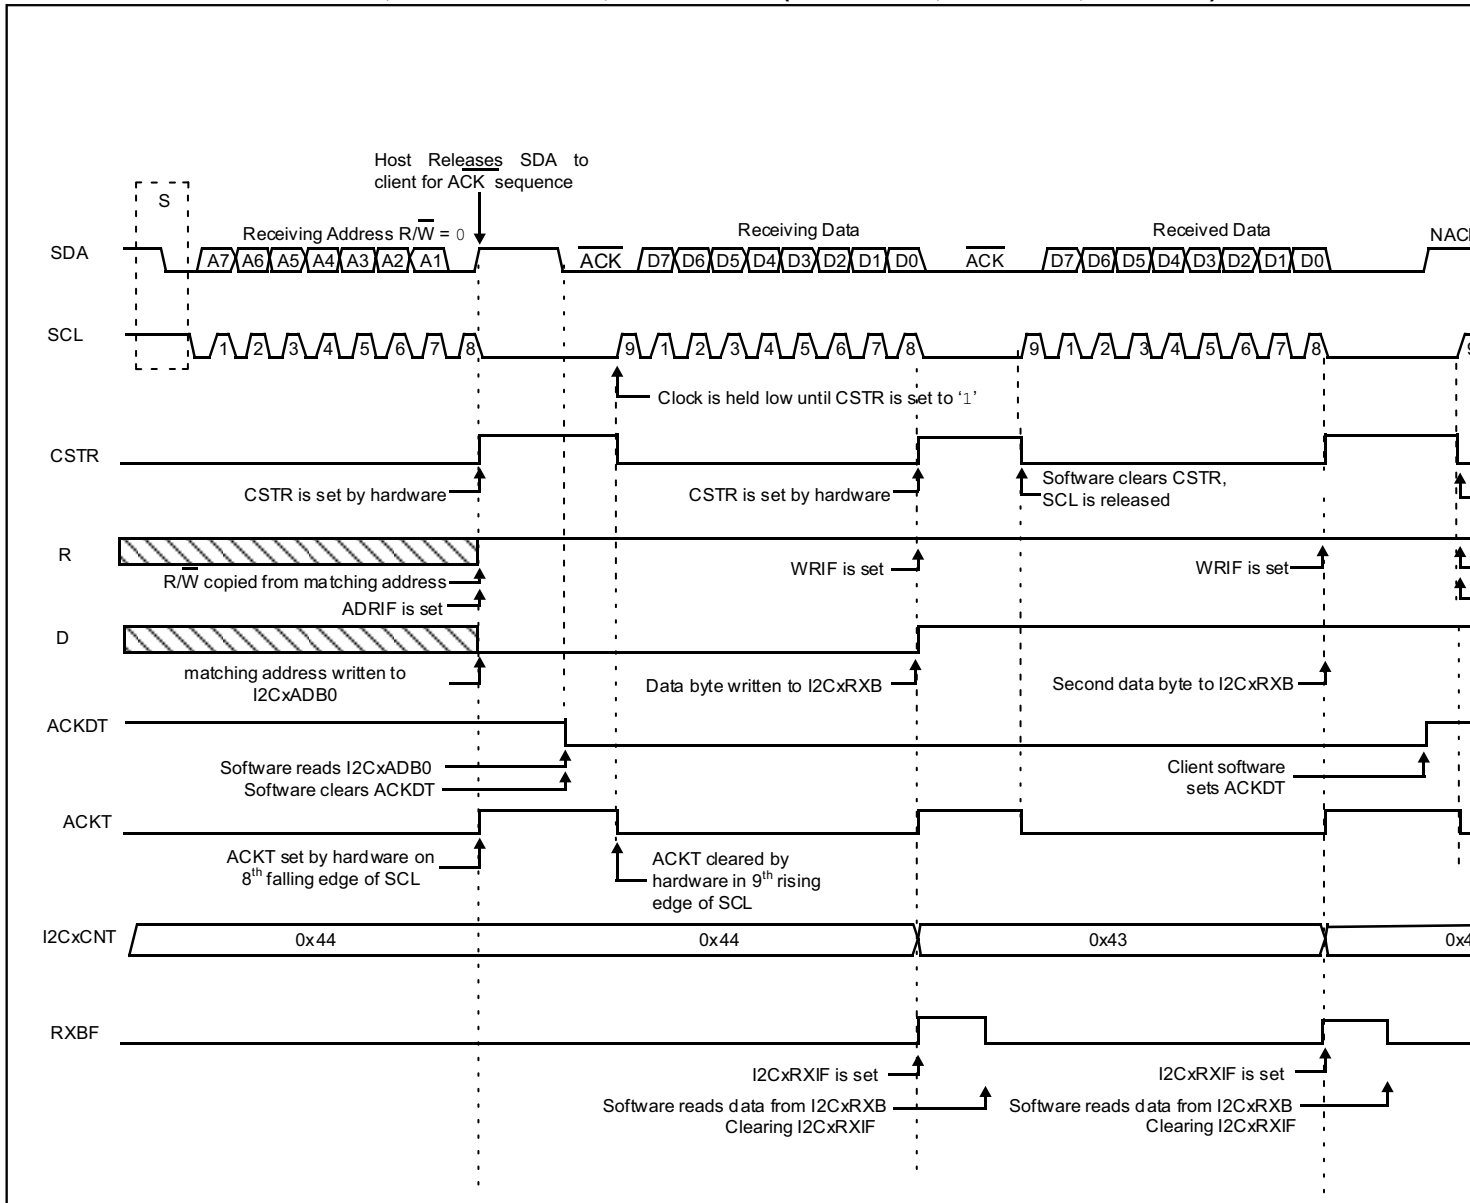 Host Releases SDA to
client for ACK sequence
S
Receiving Address R/W = 0
Receiving Data
Received Data
SDA
A7 A6 A5 A4 A3 A2 A1
ACK
D7 D6 D5 D4 D3 D2 D1 D0
ACK
D7 D6 D5 D4 D3 D2 D1 D0
SCL
1 2 3 4 5 6 7 8
9 1 2 3 4 5 6 7 8
9 1 2 3 4 5 6 7 8
Clock is held low until CSTR is set to ‘1’
CSTR
CSTR is set by hardware
CSTR is set by hardware
Software clears CSTR,
SCL is released
R
R/W copied from matching address
WRIF is set
WRIF is set
ADRIF is set
D
matching address written to
I2CxADB0
Data byte written to I2CxRXB
Second data byte to I2CxRXB
ACKDT
Software reads I2CxADB0
Software clears ACKDT
Client software
sets ACKDT
ACKT
ACKT set by hardware on
8th falling edge of SCL
ACKT cleared by
hardware in 9th rising
edge of SCL
I2CxCNT
0x44
0x44
0x43
RXBF
I2CxRXIF is set
I2CxRXIF is set
Software reads data from I2CxRXB
Clearing I2CxRXIF
Software reads data from I2CxRXB
Clearing I2CxRXIF